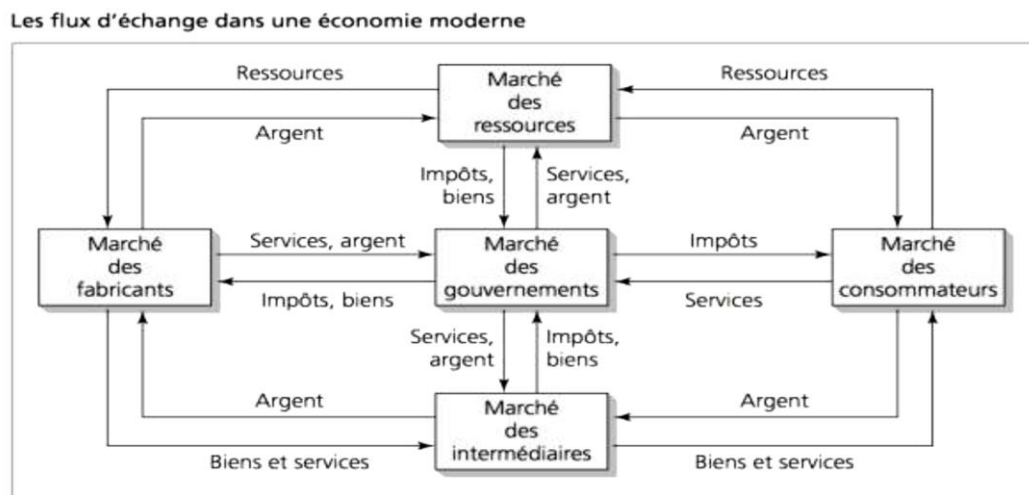 Les flux d'échange dans une économie moderne
Ressources
Marché
des
ressources
Ressources
Argent
Argent
Impôts,
biens
Services,
argent
Marché
des
fabricants
Services, argent
Impôts, biens
Marché
des
gouvernements
Impôts
Services
Marché
des
consommateurs
Services,
argent
Impôts,
biens
Argent
Marché
des
intermédiaires
Argent
Biens et services
Biens et services